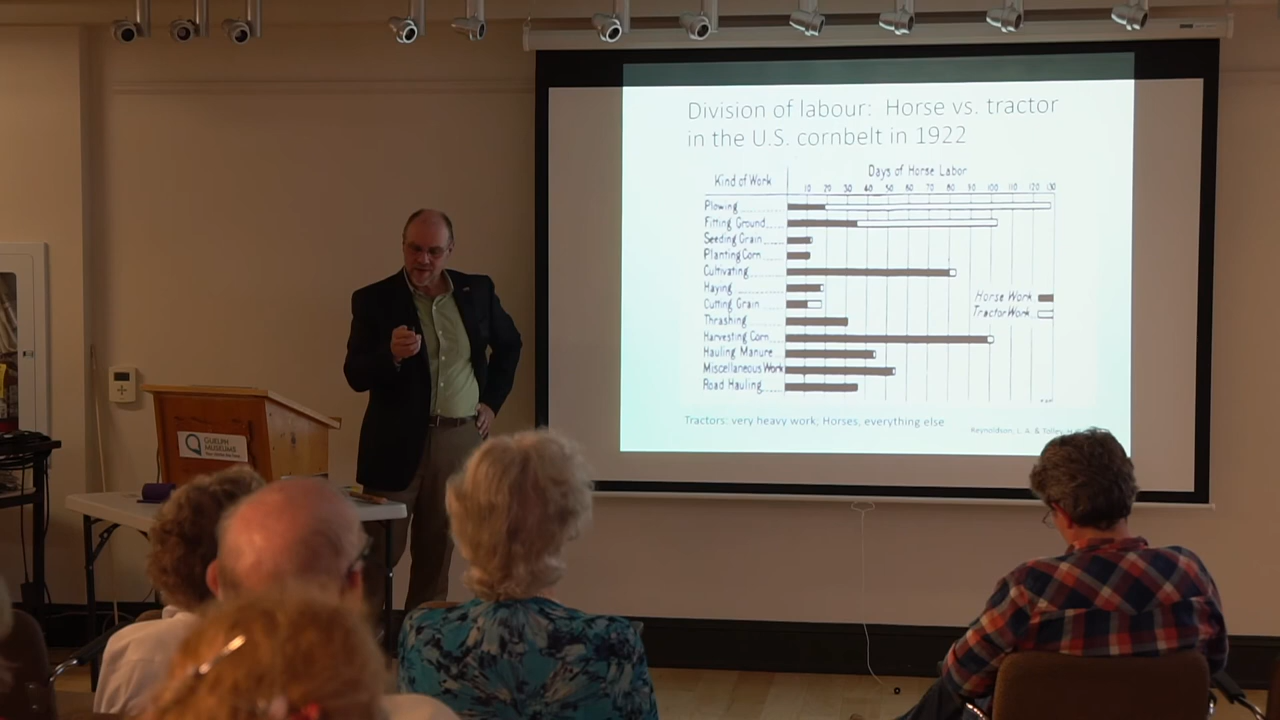 Division of labour: Horse vs. tractor
in the U.S. cornbelt in 1922
Days of Horse Labor
Kind of Work
10 20 30 40 50 60 70 80 90 100 110 120 130
Plowing
Fitting Ground
Seeding Grain
Planting Corn
Cultivating
Haying
Horse Work
Cutting Grain
Tractor Work
Thrashing
Harvesting Corn
Hauling Manure
Miscellaneous Work
Road Hauling
Tractors: very heavy work; Horses, everything else
Reynoldson, L. A. & Tolley, H.
GUELPH
MUSEUMS